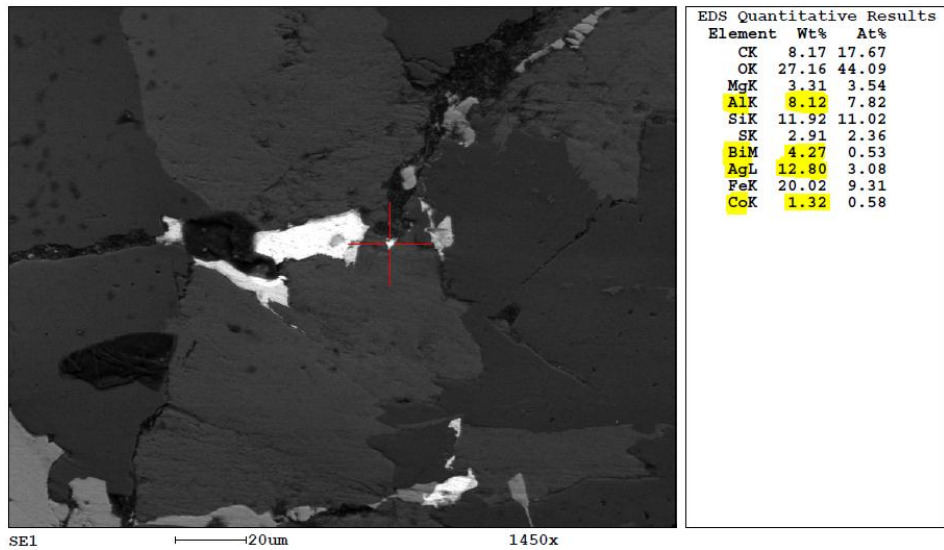 EDS Quantitative Results
Element Wt% At%
CK 8.17 17.67
OK 27.16 44.09
MgK 3.31 3.54
AlK 8.12 7.82
SiK 11.92 11.02
SK 2.91 2.36
BiM 4.27 0.53
AgL 12.80 3.08
FeK 20.02 9.31
CoK 1.32 0.58
SE1 20um 1450x